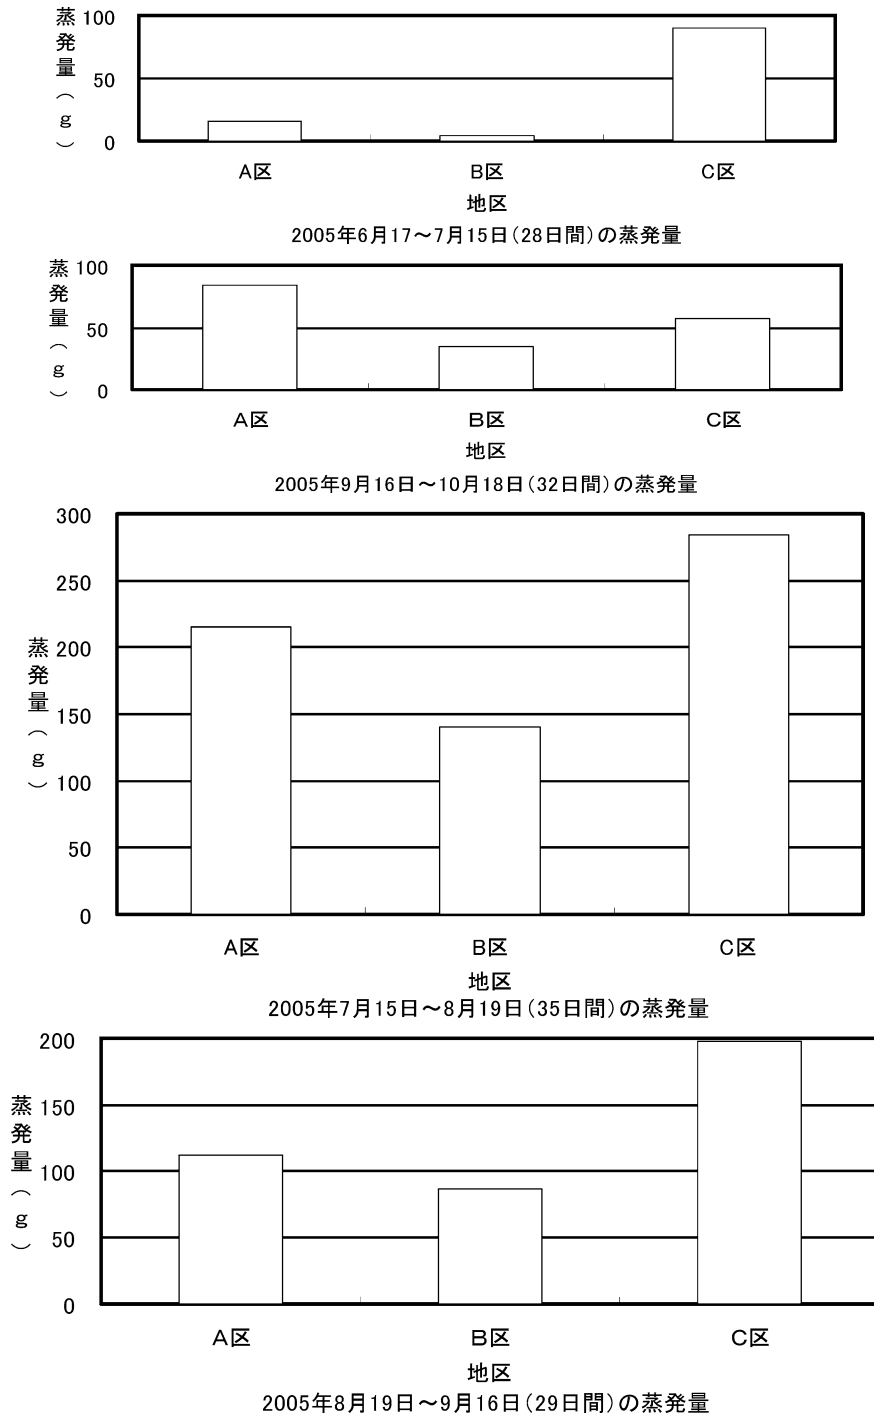 蒸発量(g)
100
50
0
A区 B区 C区
地区
2005年6月17~7月15日(28日間)の蒸発量
蒸発量(g)
100
50
0
A区 B区 C区
地区
2005年9月16日~10月18日(32日間)の蒸発量
蒸発量(g)
300
250
200
150
100
50
0
A区 B区 C区
地区
2005年7月15日~8月19日(35日間)の蒸発量
蒸発量(g)
200
150
100
50
0
A区 B区 C区
地区
2005年8月19日~9月16日(29日間)の蒸発量